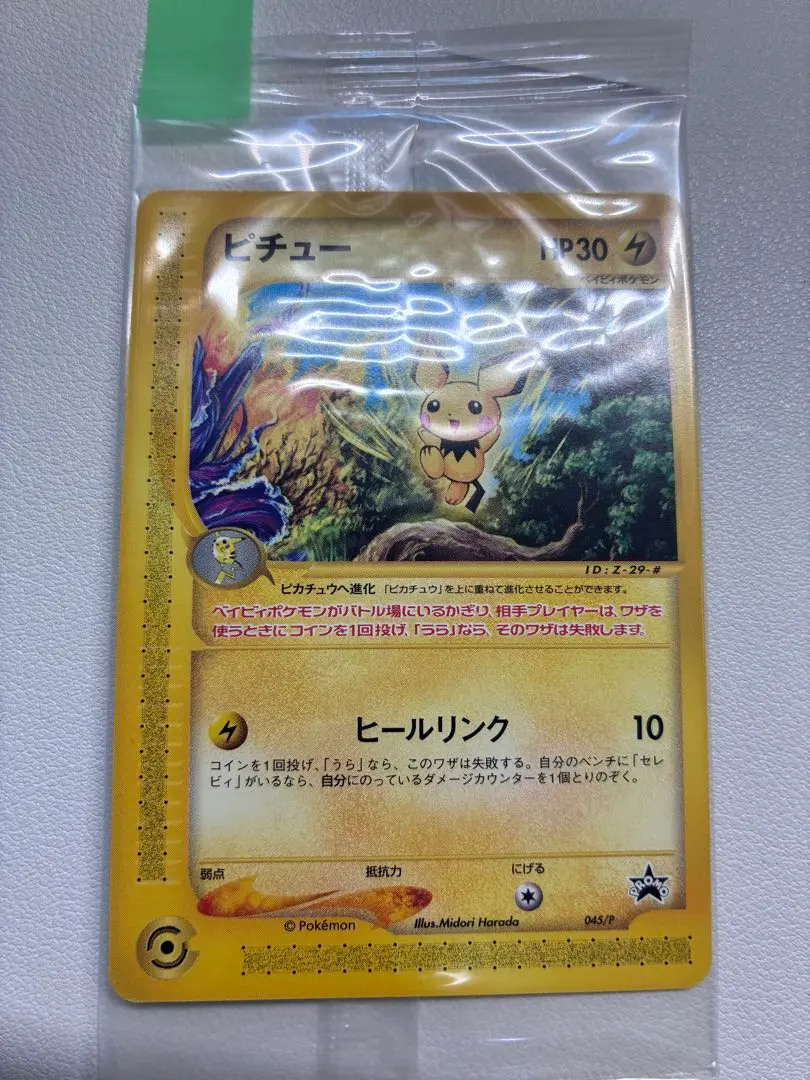 ピチュー HP30
ベイビィポケモン
ID:Z-29-#
ピカチュウへ進化 「ピカチュウ」を上に重ねて進化させることができます。
ベイビィポケモンがバトル場にいるかぎり、相手プレイヤーは、ワザを
使うときにコインを1回投げ、「うら」なら、そのワザは失敗します。
ヒールリンク 10
コインを1回投げ、「うら」なら、このワザは失敗する。自分のベンチに「セレ
ビィ」がいるなら、自分にのっているダメージカウンターを1個とりのぞく。
弱点 抵抗力 にげる
PROMO
© Pokémon Illus.Midori Harada 045/P